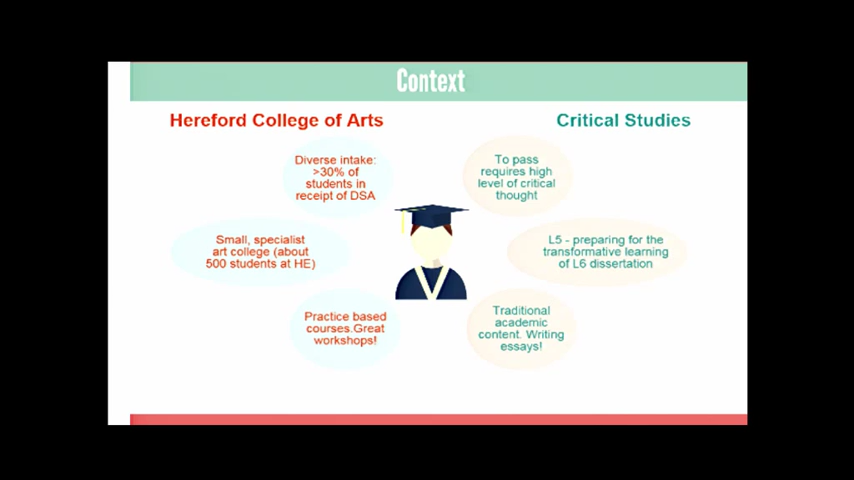 Context
Hereford College of Arts
Diverse intake:
>30% of
students in
receipt of DSA
Small, specialist
art college (about
500 students at HE)
Practice based
courses.Great
workshops!
Critical Studies
To pass
requires high
level of critical
thought
L5 - preparing for the
transformative learning
of L6 dissertation
Traditional
academic
content. Writing
essays!